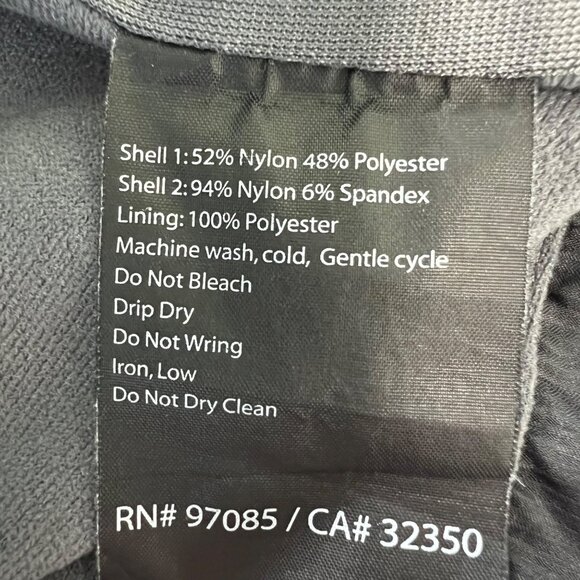 Shell 1: 52% Nylon 48% Polyester
Shell 2: 94% Nylon 6% Spandex
Lining: 100% Polyester
Machine wash, cold, Gentle cycle
Do Not Bleach
Drip Dry
Do Not Wring
Iron, Low
Do Not Dry Clean
RN# 97085 / CA# 32350